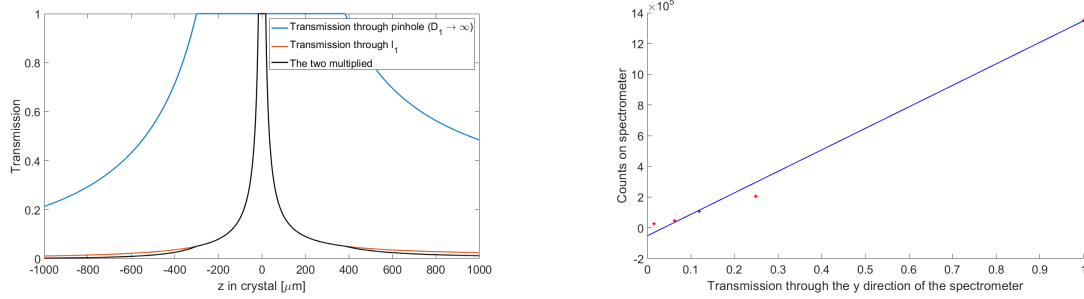 Transmission through pinhole (D1 → ∞)
Transmission through l1
The two multiplied
1
0.8
0.6
0.4
0.2
0
Transmission
-1000 -800 -600 -400 -200 0 200 400 600 800 1000
z in crystal [μm]
×10^5
14
12
10
8
6
4
2
0
-2
Counts on spectrometer
0 0.1 0.2 0.3 0.4 0.5 0.6 0.7 0.8 0.9 1
Transmission through the y direction of the spectrometer